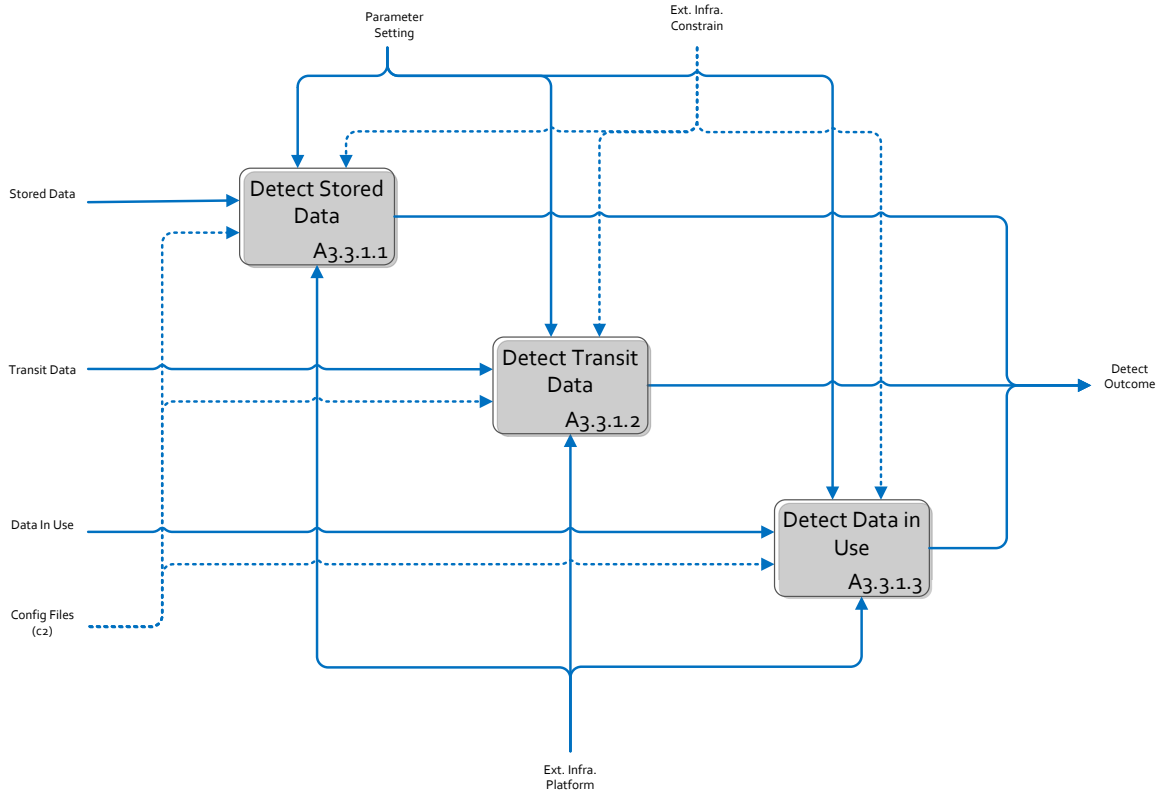 Parameter
Setting
Ext. Infra.
Constrain
Stored Data
Detect Stored
Data
A3.3.1.1
Transit Data
Detect Transit
Data
A3.3.1.2
Detect
Outcome
Data In Use
Detect Data in
Use
A3.3.1.3
Config Files
(c2)
Ext. Infra.
Platform